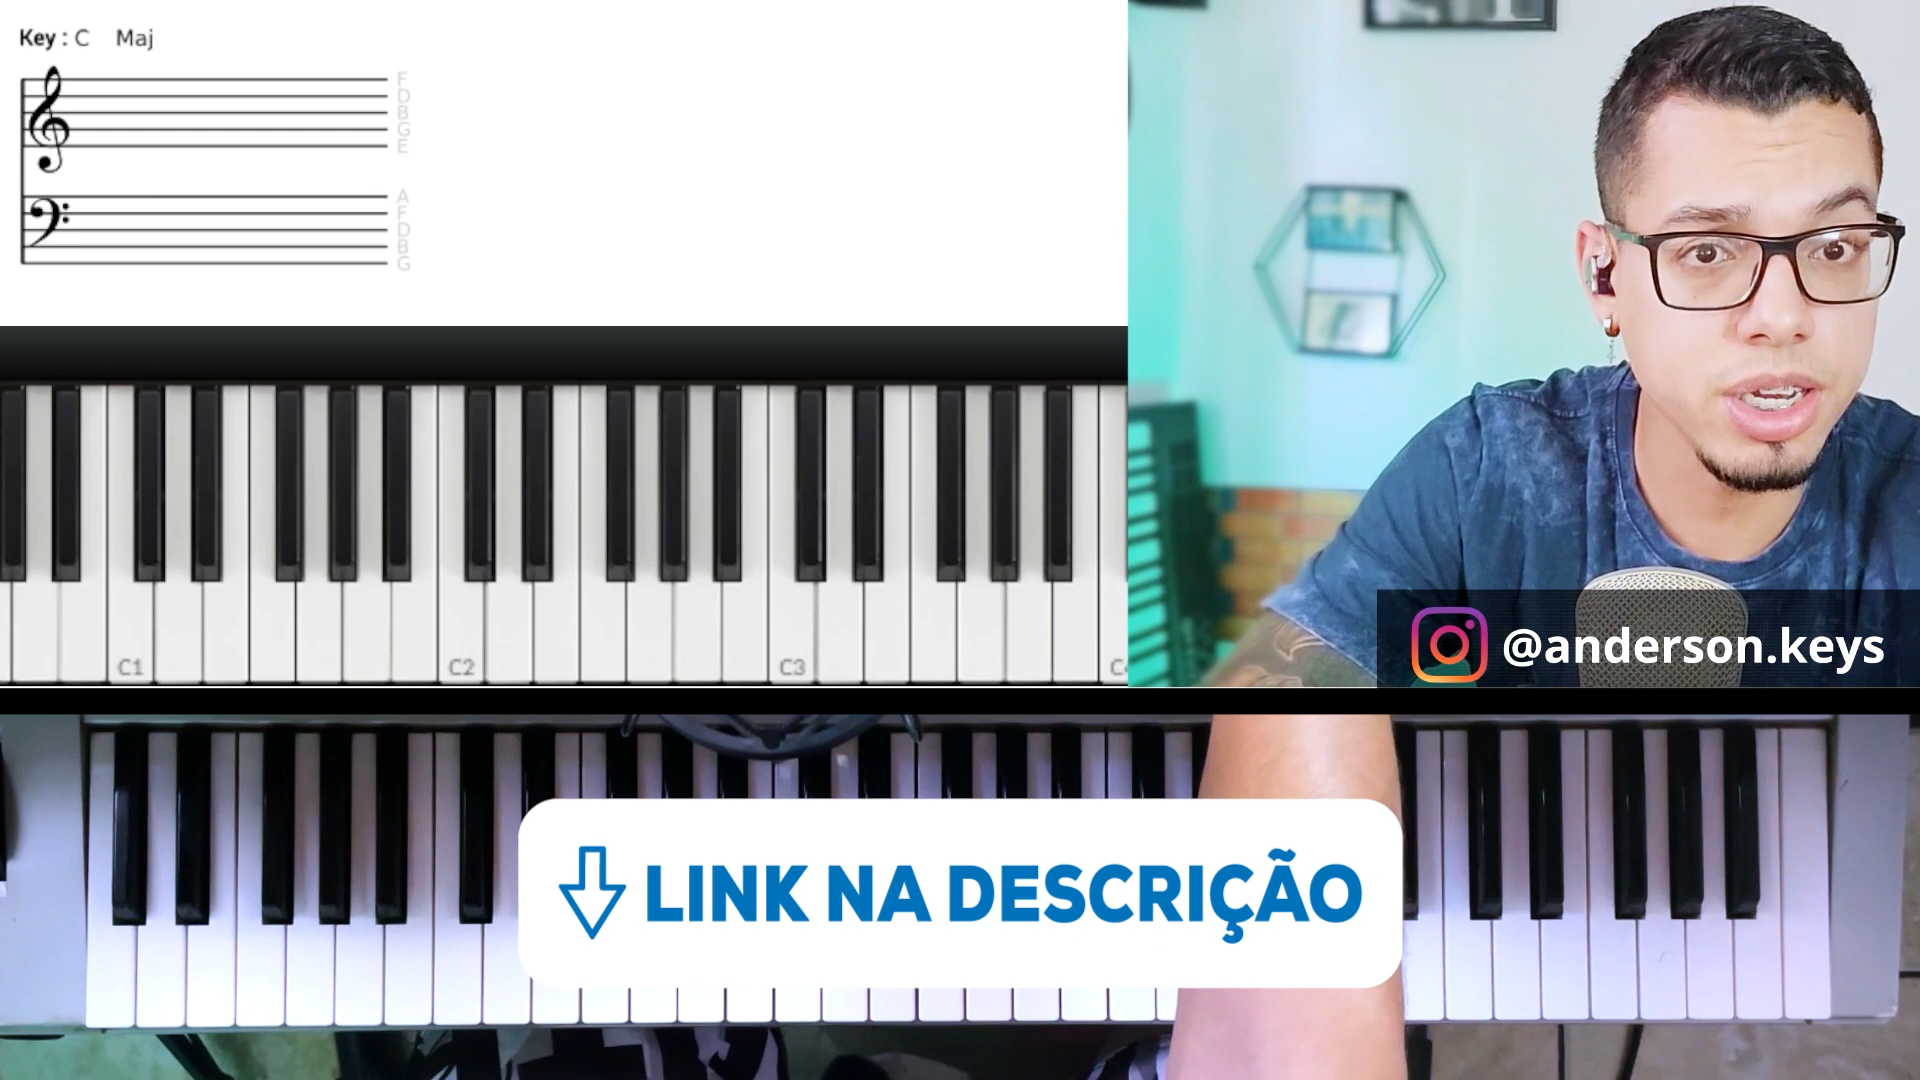 Key : C Maj
F
D
B
G
E
A
F
D
B
G
C1
C2
C3
@anderson.keys
LINK NA DESCRIÇÃO